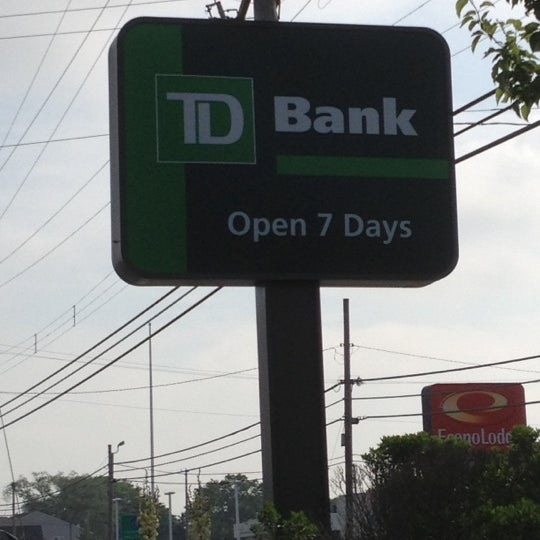 TD Bank
Open 7 Days
EconoLodge